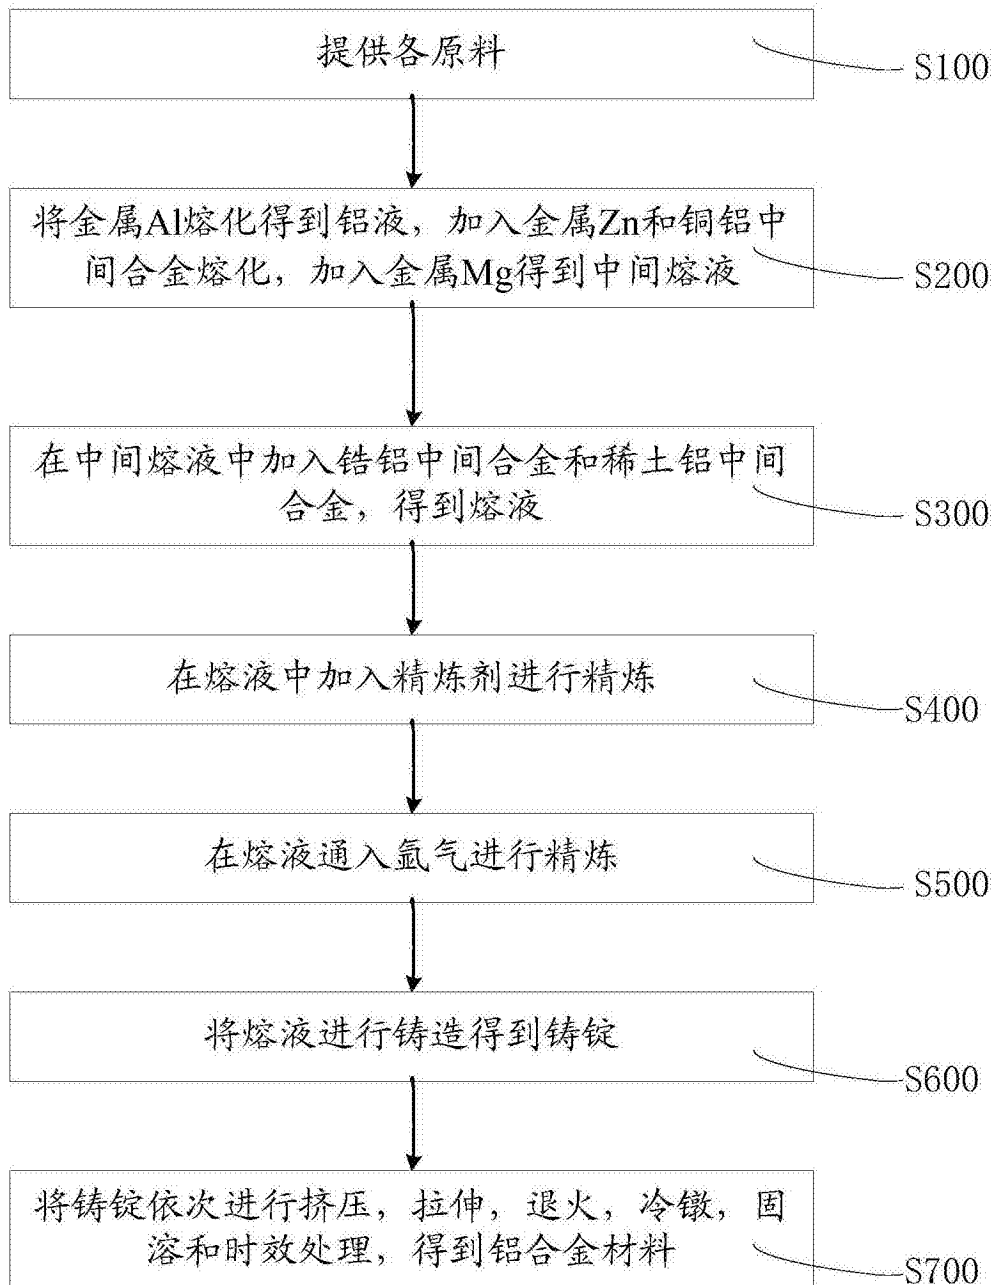 提供各原料
S100
将金属Al熔化得到铝液，加入金属Zn和铜铝中
间合金熔化，加入金属Mg得到中间熔液
S200
在中间熔液中加入锆铝中间合金和稀土铝中间
合金，得到熔液
S300
在熔液中加入精炼剂进行精炼
S400
在熔液通入氩气进行精炼
S500
将熔液进行铸造得到铸锭
S600
将铸锭依次进行挤压，拉伸，退火，冷镦，固
溶和时效处理，得到铝合金材料
S700